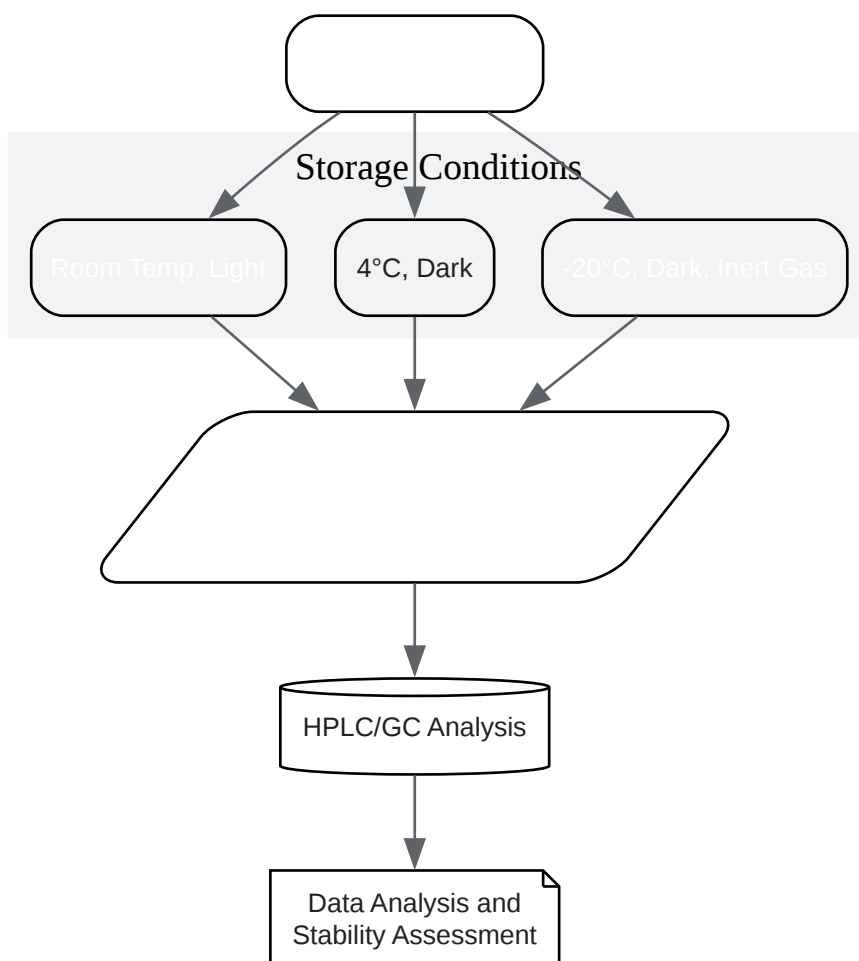 Storage Conditions
Room Temp, Light
4°C, Dark
-20°C, Dark, Inert Gas
HPLC/GC Analysis
Data Analysis and
Stability Assessment